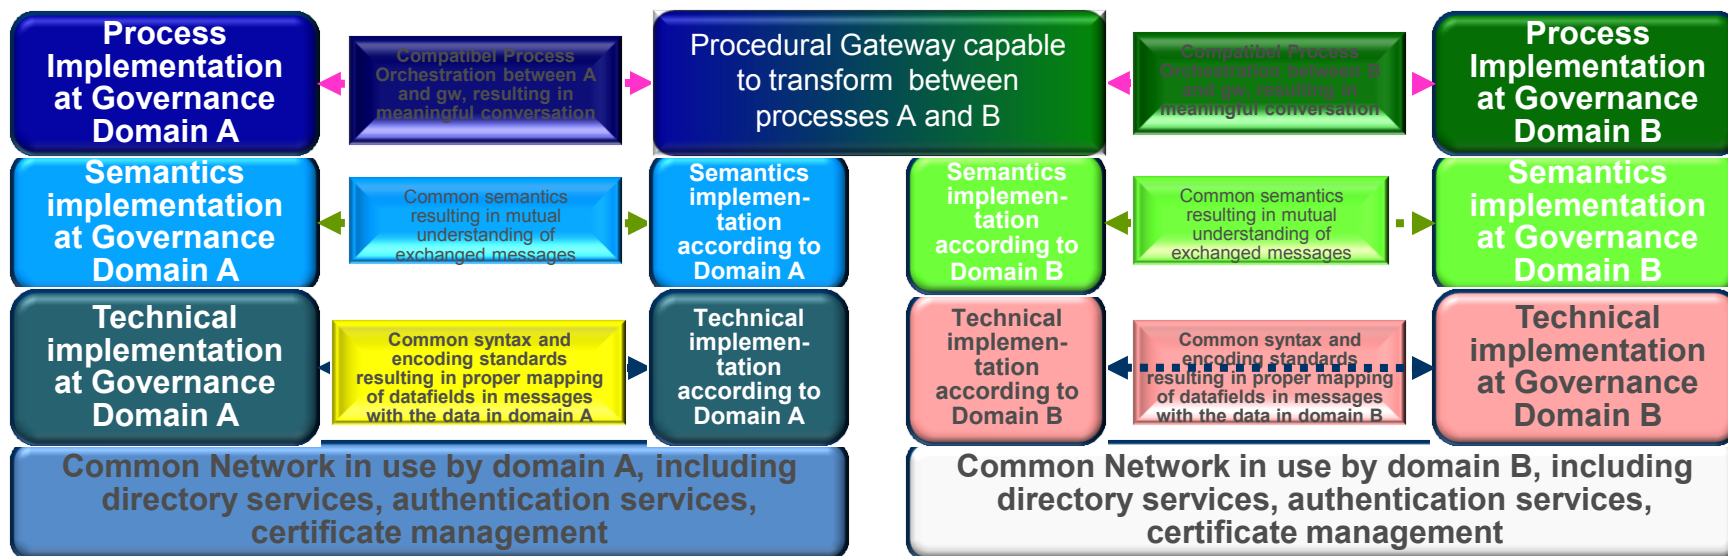 Process
Implementation
at Governance
Domain A
Compatibel Process
Orchestration between A
and gw, resulting in
meaningful conversation
Procedural Gateway capable
to transform between
processes A and B
Compatibel Process
Orchestration between B
and gw, resulting in
meaningful conversation
Process
Implementation
at Governance
Domain B
Semantics
implementation
at Governance
Domain A
Common semantics
resulting in mutual
understanding of
exchanged messages
Semantics
implemen-
tation
according to
Domain A
Semantics
implemen-
tation
according to
Domain B
Common semantics
resulting in mutual
understanding of
exchanged messages
Semantics
implementation
at Governance
Domain B
Technical
implementation
at Governance
Domain A
Common syntax and
encoding standards
resulting in proper mapping
of datafields in messages
with the data in domain A
Technical
implemen-
tation
according to
Domain A
Technical
implemen-
tation
according to
Domain B
Common syntax and
encoding standards
resulting in proper mapping
of datafields in messages
with the data in domain B
Technical
implementation
at Governance
Domain B
Common Network in use by domain A, including
directory services, authentication services,
certificate management
Common Network in use by domain B, including
directory services, authentication services,
certificate management